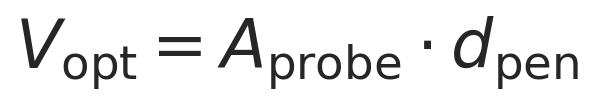 V_opt = A_probe · d_pen